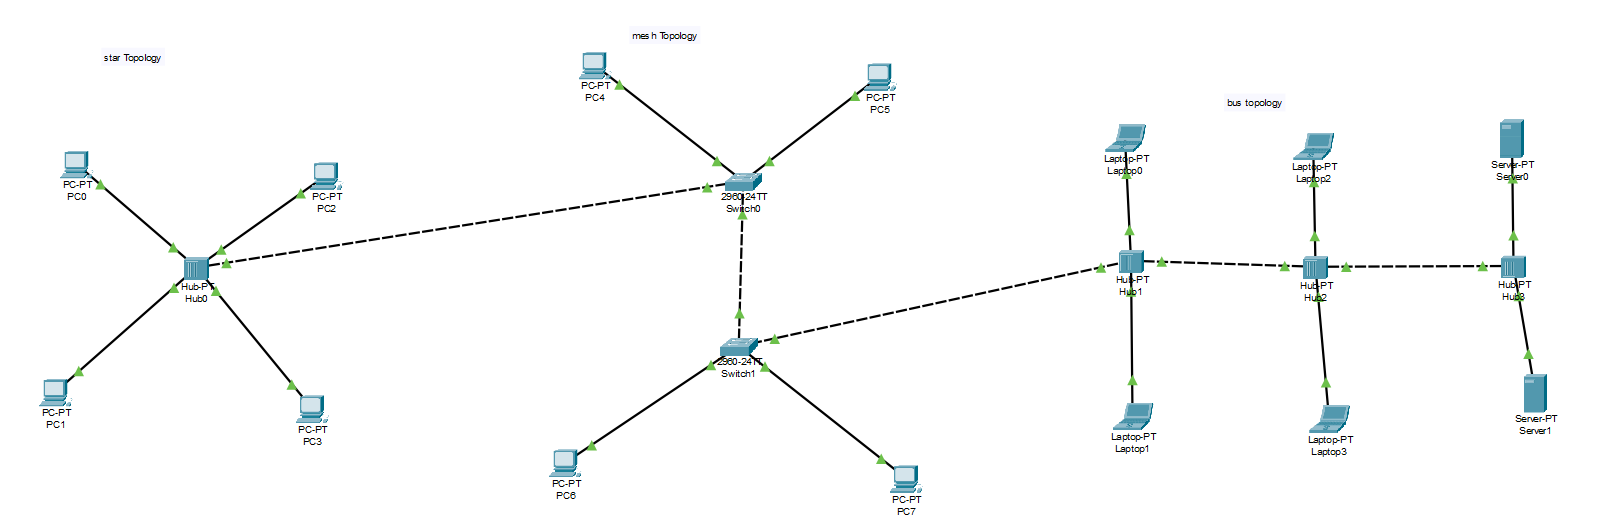 star Topology
mesh Topology
bus topology
PC-PT
PC0
PC-PT
PC2
Hub-PT
Hub0
PC-PT
PC1
PC-PT
PC3
PC-PT
PC4
PC-PT
PC5
2960-24TT
Switch0
2960-24TT
Switch1
PC-PT
PC6
PC-PT
PC7
Laptop-PT
Laptop0
Laptop-PT
Laptop2
Server-PT
Server0
Hub-PT
Hub1
Hub-PT
Hub2
Hub-PT
Hub3
Laptop-PT
Laptop1
Laptop-PT
Laptop3
Server-PT
Server1